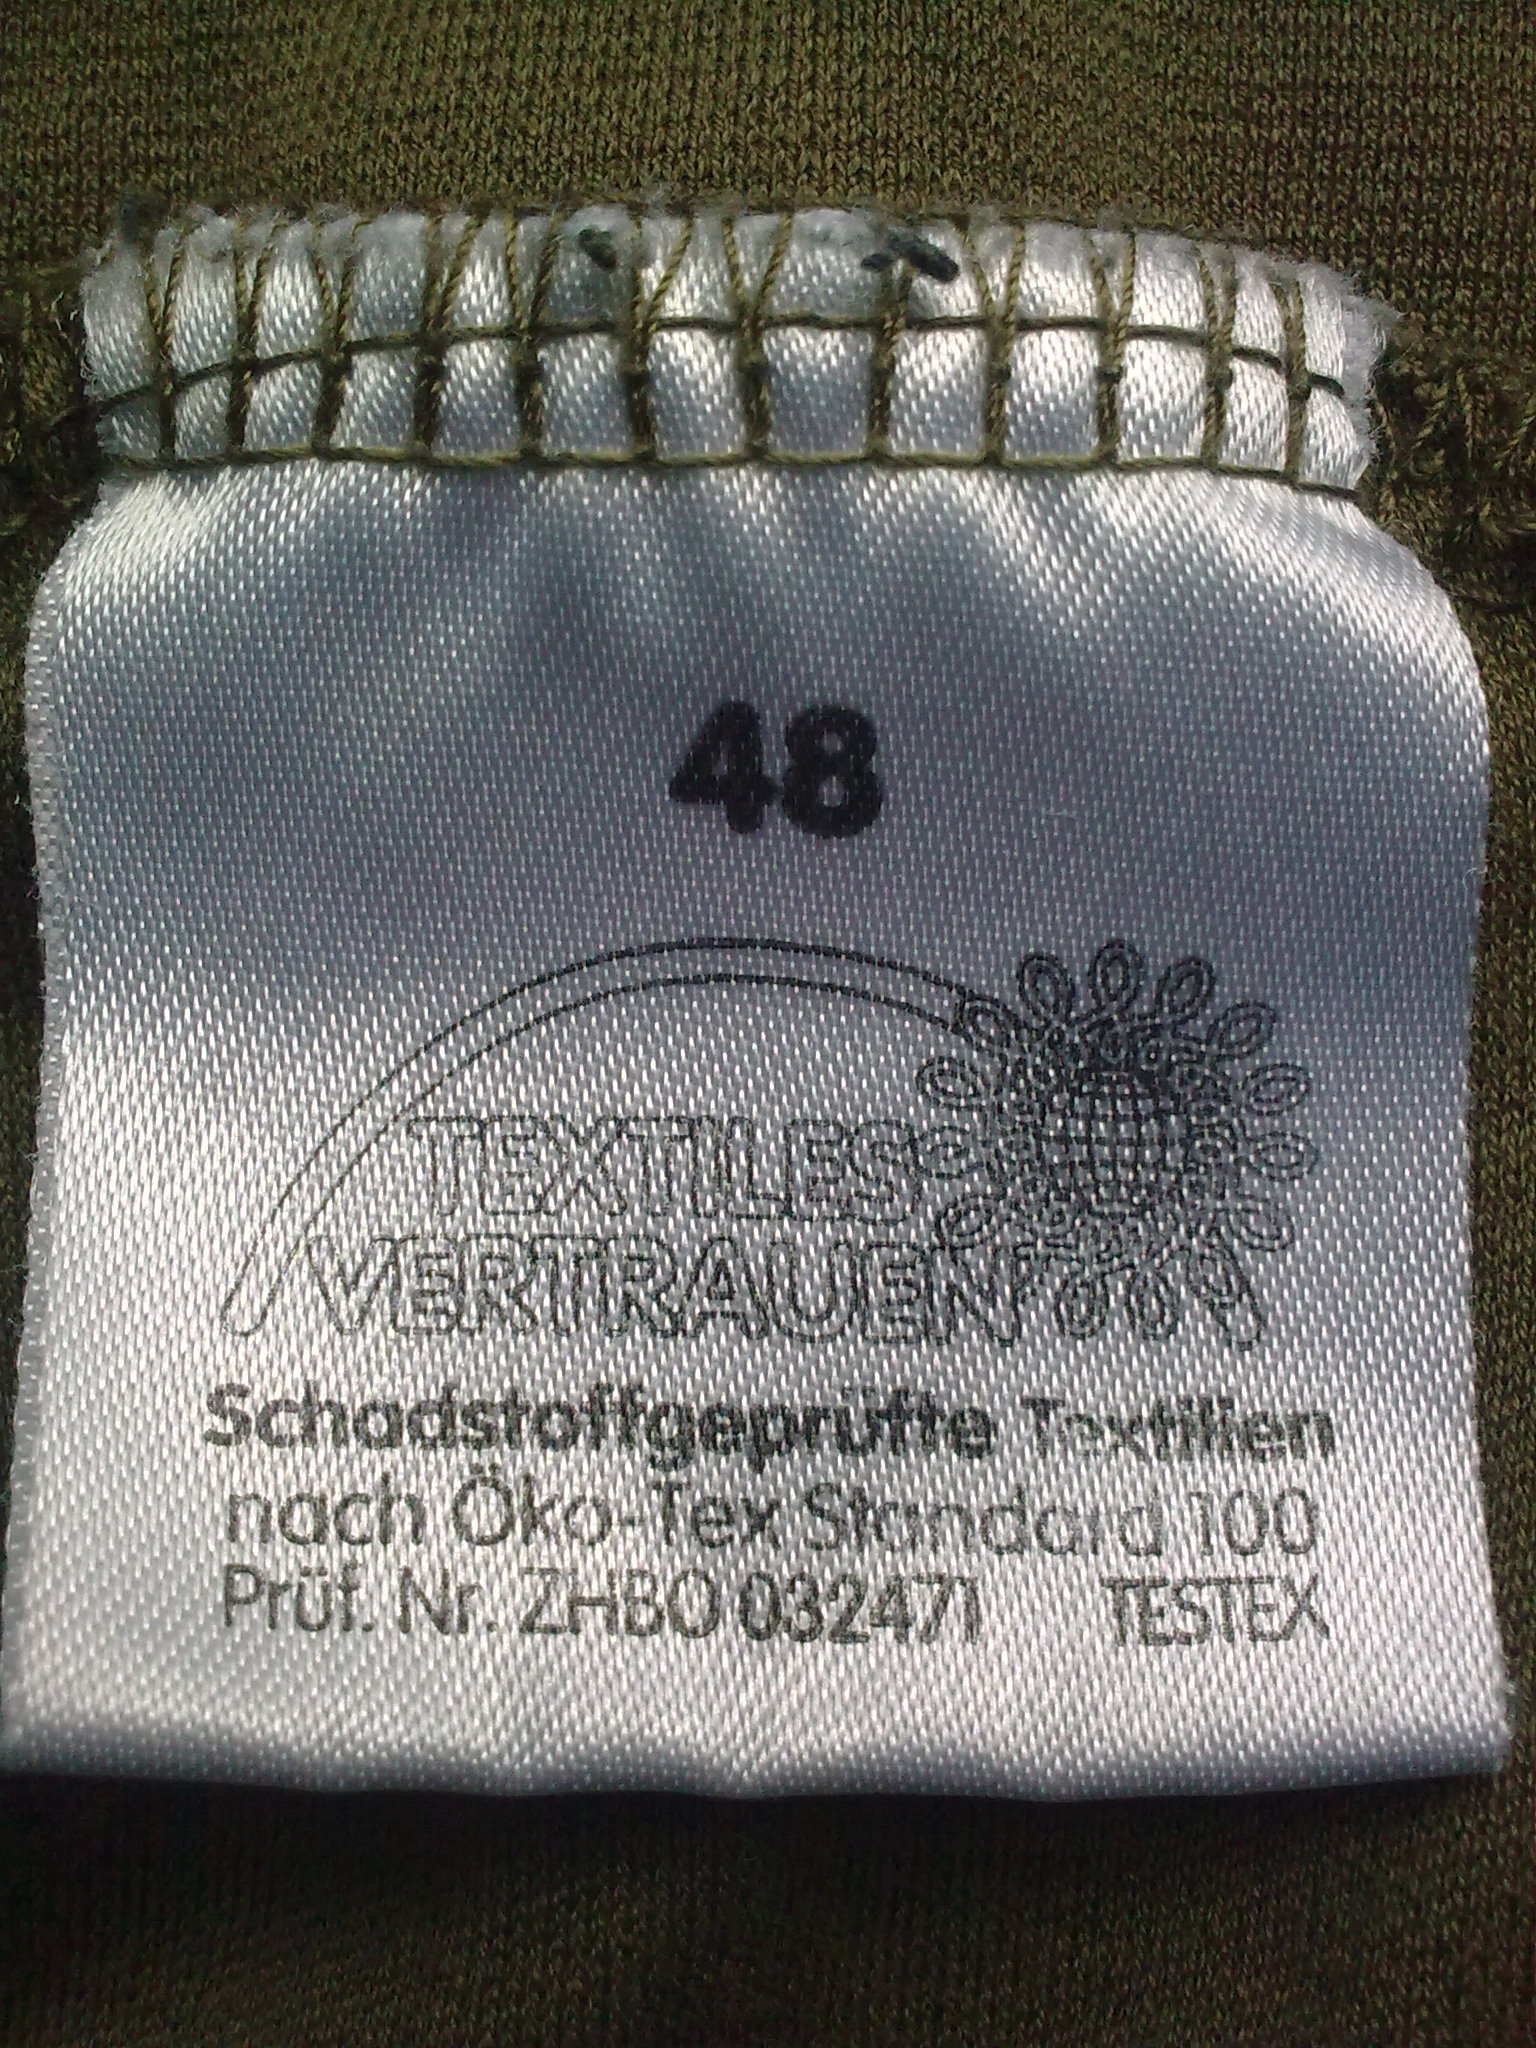 48
TEXTILES
VERTRAUEN
Schadstoffgeprüfte Textilien
nach Öko-Tex Standard 100
Prüf. Nr. ZHBO 032471 TESTEX